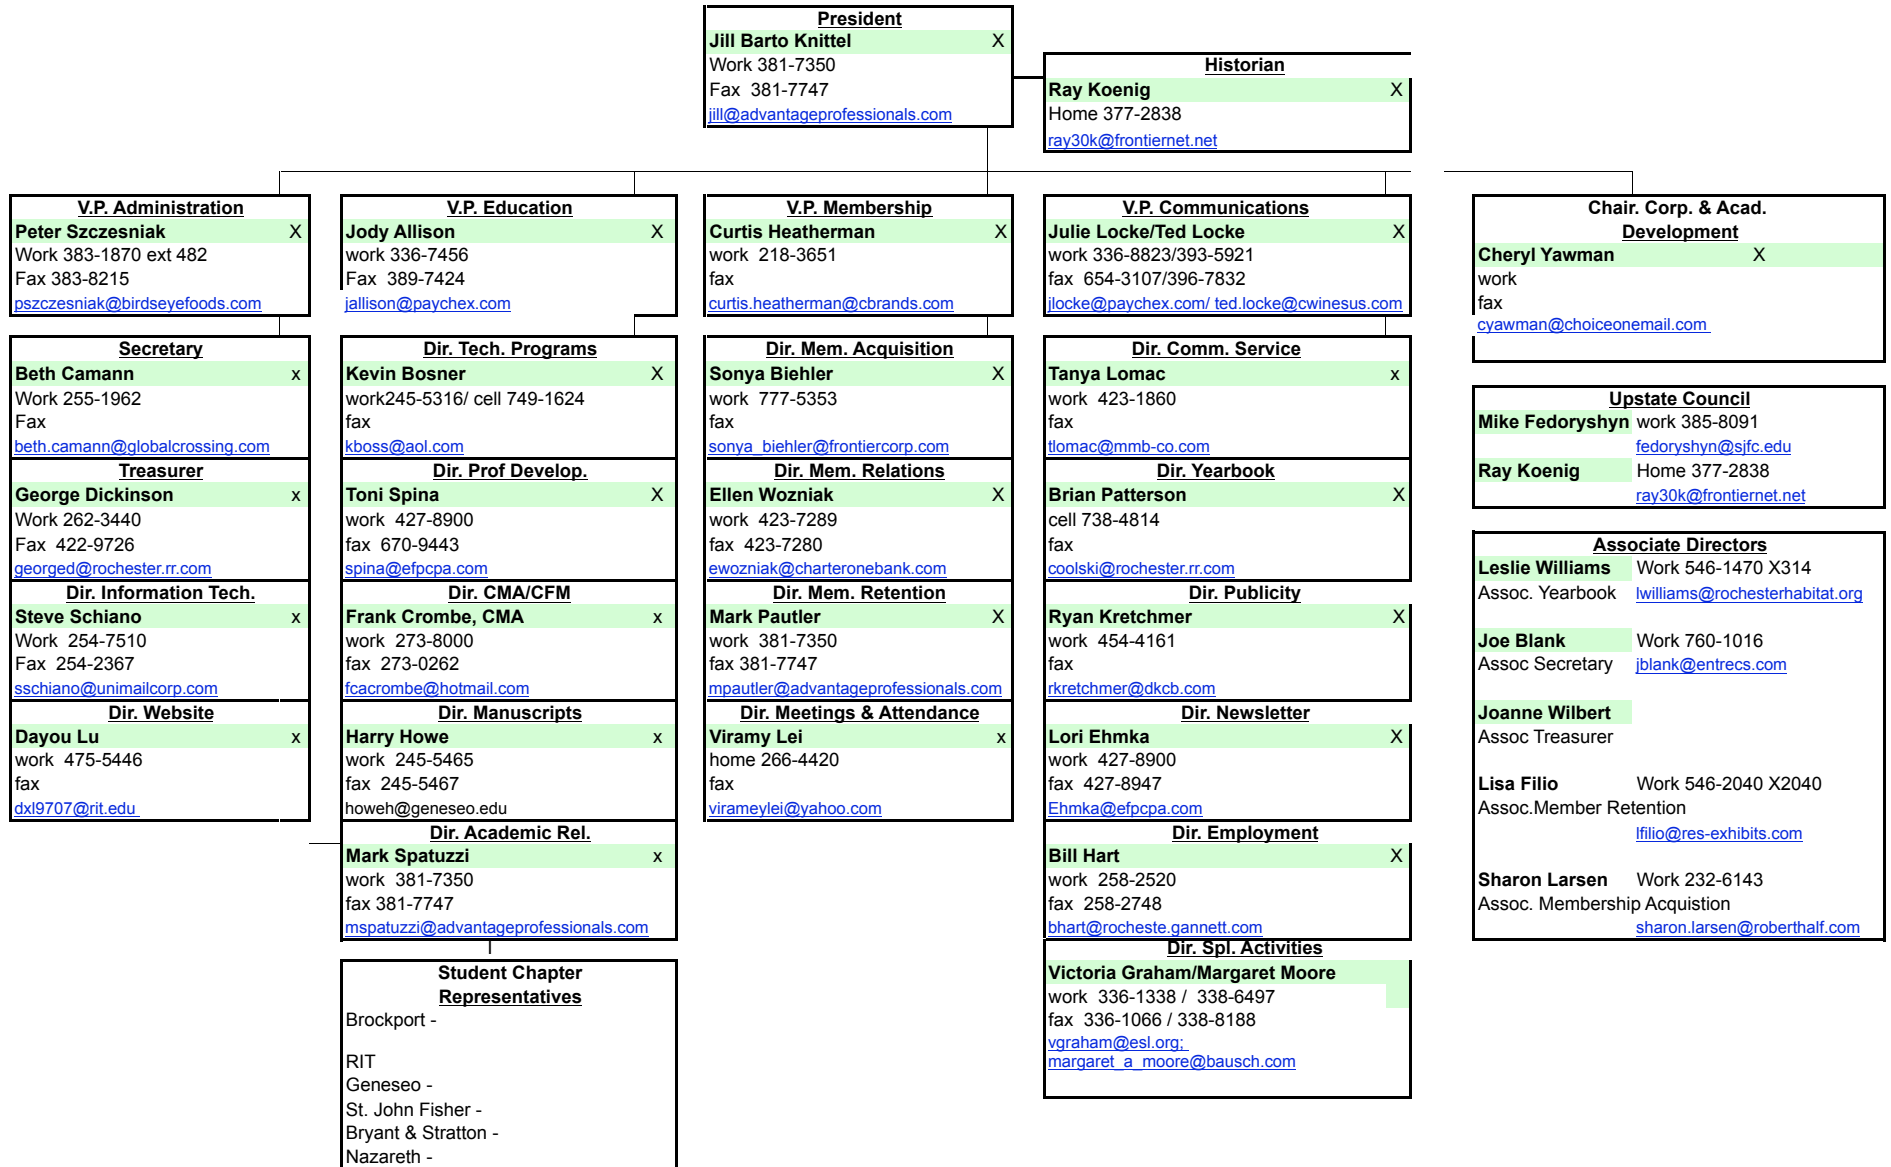 President
Jill Barto Knittel X
Work 381-7350
Fax 381-7747
jill@advantageprofessionals.com
Historian
Ray Koenig X
Home 377-2838
ray30k@frontiernet.net
V.P. Administration
Peter Szczesniak X
Work 383-1870 ext 482
Fax 383-8215
pszczesniak@birdseyefoods.com
Secretary
Beth Camann x
Work 255-1962
Fax
beth.camann@globalcrossing.com
Treasurer
George Dickinson x
Work 262-3440
Fax 422-9726
georged@rochester.rr.com
Dir. Information Tech.
Steve Schiano x
Work 254-7510
Fax 254-2367
sschiano@unimailcorp.com
Dir. Website
Dayou Lu x
work 475-5446
fax
dxl9707@rit.edu
V.P. Education
Jody Allison X
work 336-7456
Fax 389-7424
jallison@paychex.com
Dir. Tech. Programs
Kevin Bosner X
work245-5316/ cell 749-1624
fax
kboss@aol.com
Dir. Prof Develop.
Toni Spina X
work 427-8900
fax 670-9443
spina@efpcpa.com
Dir. CMA/CFM
Frank Crombe, CMA x
work 273-8000
fax 273-0262
fcacrombe@hotmail.com
Dir. Manuscripts
Harry Howe x
work 245-5465
fax 245-5467
howeh@geneseo.edu
Dir. Academic Rel.
Mark Spatuzzi x
work 381-7350
fax 381-7747
mspatuzzi@advantageprofessionals.com
Student Chapter
Representatives
Brockport -
RIT
Geneseo -
St. John Fisher -
Bryant & Stratton -
Nazareth -
V.P. Membership
Curtis Heatherman X
work 218-3651
fax
curtis.heatherman@cbrands.com
Dir. Mem. Acquisition
Sonya Biehler X
work 777-5353
fax
sonya_biehler@frontiercorp.com
Dir. Mem. Relations
Ellen Wozniak X
work 423-7289
fax 423-7280
ewozniak@charteronebank.com
Dir. Mem. Retention
Mark Pautler X
work 381-7350
fax 381-7747
mpautler@advantageprofessionals.com
Dir. Meetings & Attendance
Viramy Lei x
home 266-4420
fax
virameylei@yahoo.com
V.P. Communications
Julie Locke/Ted Locke X
work 336-8823/393-5921
fax 654-3107/396-7832
jlocke@paychex.com/ ted.locke@cwinesus.com
Dir. Comm. Service
Tanya Lomac x
work 423-1860
fax
tlomac@mmb-co.com
Dir. Yearbook
Brian Patterson X
cell 738-4814
fax
coolski@rochester.rr.com
Dir. Publicity
Ryan Kretchmer X
work 454-4161
fax
rkretchmer@dkcb.com
Dir. Newsletter
Lori Ehmka X
work 427-8900
fax 427-8947
Ehmka@efpcpa.com
Dir. Employment
Bill Hart X
work 258-2520
fax 258-2748
bhart@rocheste.gannett.com
Dir. Spl. Activities
Victoria Graham/Margaret Moore
work 336-1338 / 338-6497
fax 336-1066 / 338-8188
vgraham@esl.org;
margaret_a_moore@bausch.com
Chair. Corp. & Acad.
Development
Cheryl Yawman X
work
fax
cyawman@choiceonemail.com
Upstate Council
Mike Fedoryshyn work 385-8091
fedoryshyn@sjfc.edu
Ray Koenig Home 377-2838
ray30k@frontiernet.net
Associate Directors
Leslie Williams Work 546-1470 X314
Assoc. Yearbook lwilliams@rochesterhabitat.org
Joe Blank Work 760-1016
Assoc Secretary jblank@entrecs.com
Joanne Wilbert
Assoc Treasurer
Lisa Filio Work 546-2040 X2040
Assoc.Member Retention
lfilio@res-exhibits.com
Sharon Larsen Work 232-6143
Assoc. Membership Acquistion
sharon.larsen@roberthalf.com